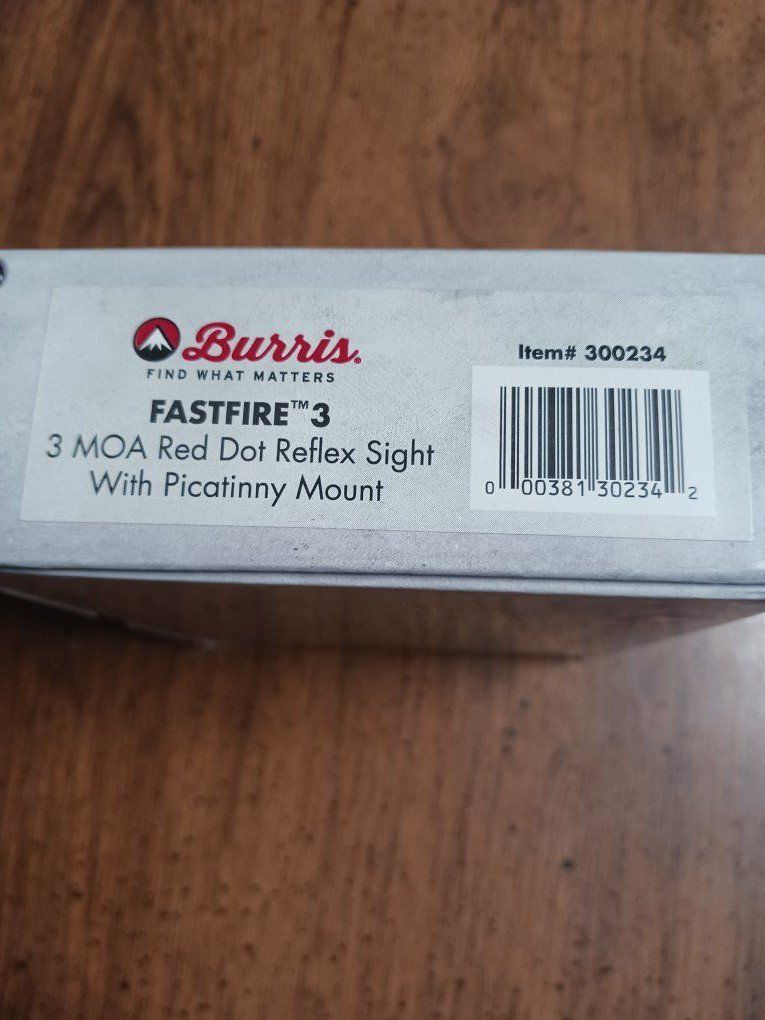 Burris®
FIND WHAT MATTERS
FASTFIRE™3
3 MOA Red Dot Reflex Sight
With Picatinny Mount
Item# 300234
0 00381 30234 2